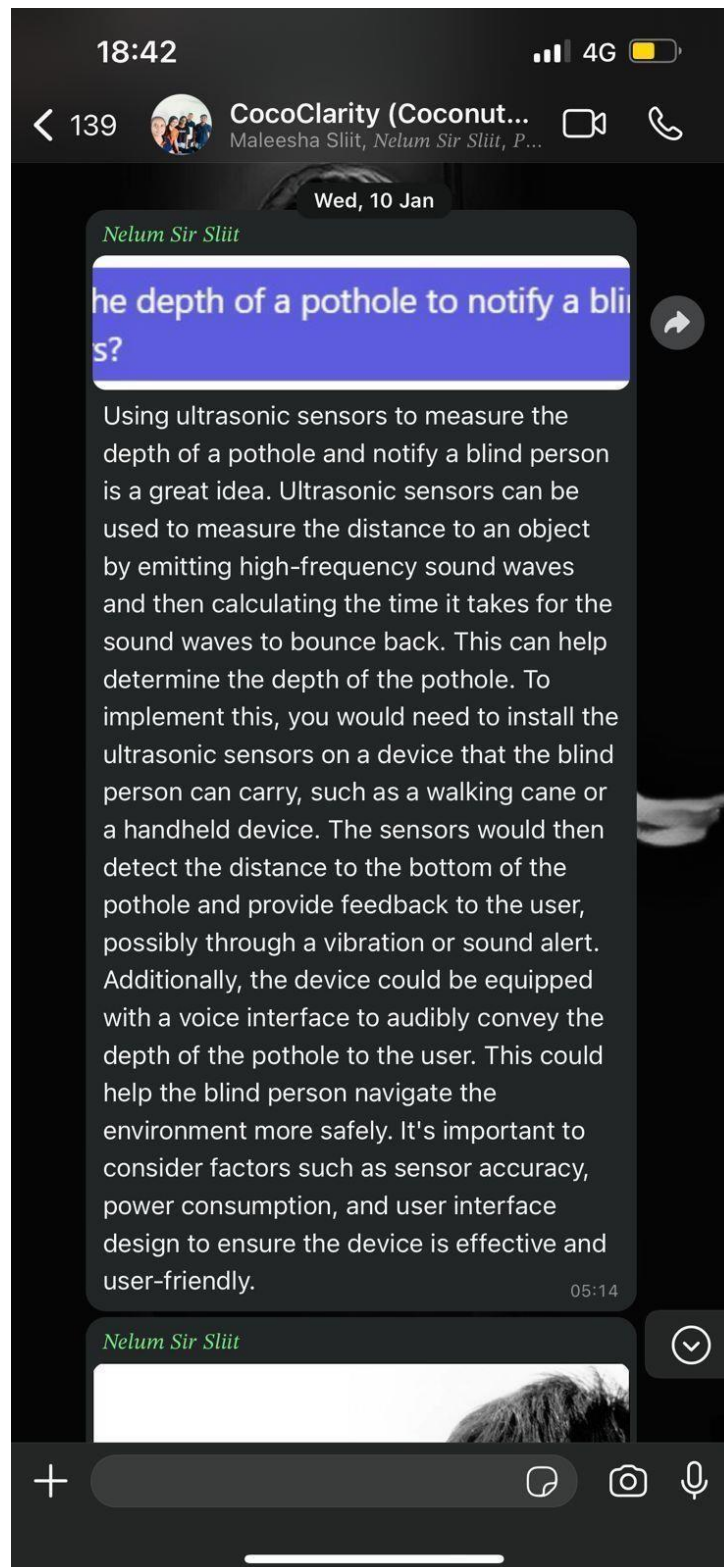 18:42
4G
139
CocoClarity (Coconut...
Maleesha Sliit, Nelum Sir Sliit, P...
Wed, 10 Jan
Nelum Sir Sliit
he depth of a pothole to notify a bli
s?
Using ultrasonic sensors to measure the
depth of a pothole and notify a blind person
is a great idea. Ultrasonic sensors can be
used to measure the distance to an object
by emitting high-frequency sound waves
and then calculating the time it takes for the
sound waves to bounce back. This can help
determine the depth of the pothole. To
implement this, you would need to install the
ultrasonic sensors on a device that the blind
person can carry, such as a walking cane or
a handheld device. The sensors would then
detect the distance to the bottom of the
pothole and provide feedback to the user,
possibly through a vibration or sound alert.
Additionally, the device could be equipped
with a voice interface to audibly convey the
depth of the pothole to the user. This could
help the blind person navigate the
environment more safely. It's important to
consider factors such as sensor accuracy,
power consumption, and user interface
design to ensure the device is effective and
user-friendly.
05:14
Nelum Sir Sliit